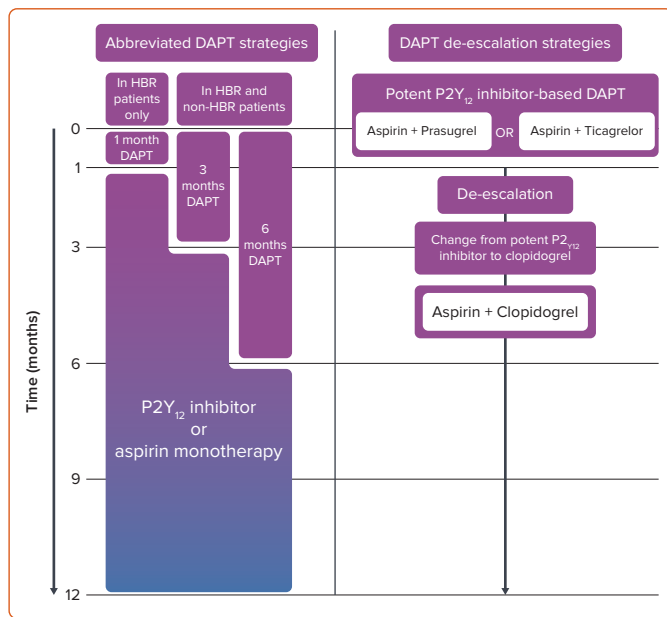 Abbreviated DAPT strategies
In HBR
patients
only
In HBR and
non-HBR patients
1 month
DAPT
3
months
DAPT
6
months
DAPT
P2Y₁₂ inhibitor
or
aspirin monotherapy
DAPT de-escalation strategies
Potent P2Y₁₂ inhibitor-based DAPT
Aspirin + Prasugrel
OR
Aspirin + Ticagrelor
De-escalation
Change from potent P2Y12
inhibitor to clopidogrel
Aspirin + Clopidogrel
Time (months)
0
1
3
6
9
12